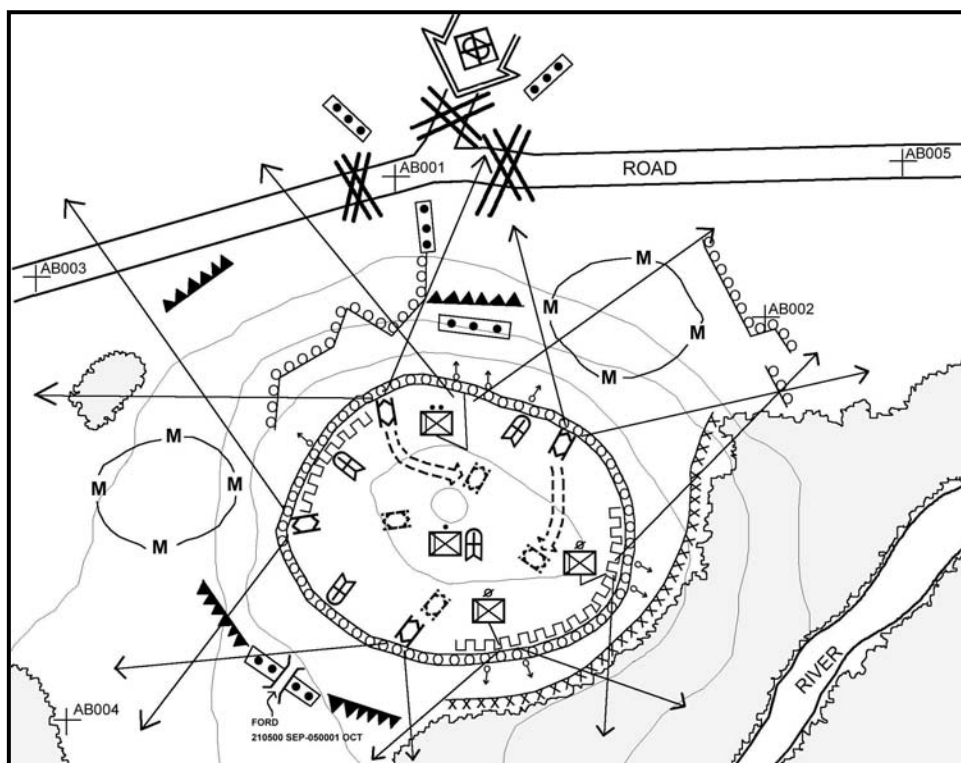 AB005
ROAD
AB001
AB003
M
AB002
M
M
M
M
M
M
M
RIVER
AB004
FORD
210500 SEP-050001 OCT